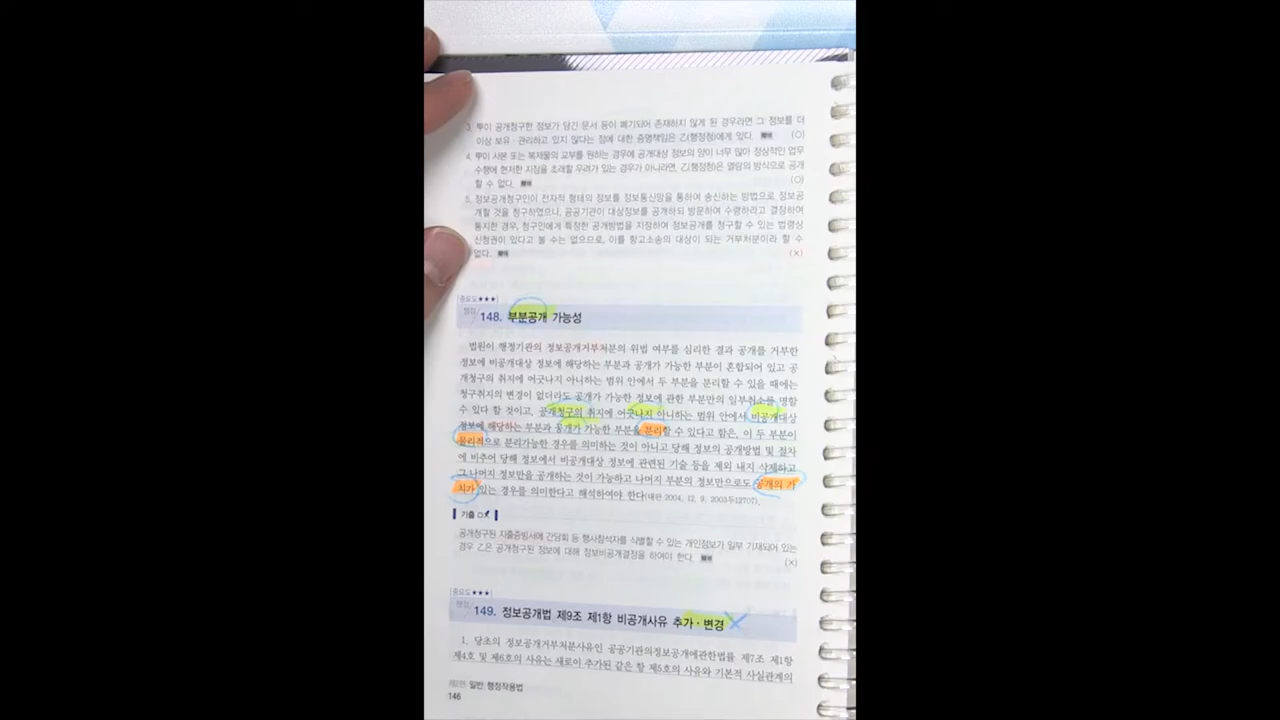 3. 甲이 공개청구한 정보가 담긴 문서 등이 폐기되어 존재하지 않게 된 경우라면 그 정보를 더
이상 보유·관리하고 있지 않다는 점에 대한 증명책임은 乙(행정청)에게 있다. (○)
4. 甲이 사본 또는 복제물의 교부를 원하는 경우에 공개대상 정보의 양이 너무 많아 정상적인 업무
수행에 현저한 지장을 초래할 우려가 있는 경우가 아니라면, 乙(행정청)은 열람의 방식으로 공개
할 수 없다. (○)
5. 정보공개청구인이 전자적 형태의 정보를 정보통신망을 통하여 송신하는 방법으로 정보공
개할 것을 청구하였으나, 공공기관이 대상정보를 공개하되 방문하여 수령하라고 결정하여
통지한 경우, 청구인에게 특정한 공개방법을 지정하여 정보공개를 청구할 수 있는 법령상
신청권이 있다고 볼 수는 없으므로, 이를 항고소송의 대상이 되는 거부처분이라 할 수
없다. (×)
[중요도★★★]
148. 부분공개 가능성
법원이 행정기관의 정보공개거부처분의 위법 여부를 심리한 결과 공개를 거부한
정보에 비공개대상 정보에 해당하는 부분과 공개가 가능한 부분이 혼합되어 있고 공
개청구의 취지에 어긋나지 아니하는 범위 안에서 두 부분을 분리할 수 있을 때에는
청구취지의 변경이 없더라도 공개가 가능한 정보에 관한 부분만의 일부취소를 명할
수 있다 할 것이고, 공개청구의 취지에 어긋나지 아니하는 범위 안에서 비공개대상
정보에 해당하는 부분과 공개가 가능한 부분을 분리할 수 있다고 함은, 이 두 부분이
물리적으로 분리가능한 경우를 의미하는 것이 아니고 당해 정보의 공개방법 및 절차
에 비추어 당해 정보에서 비공개대상 정보에 관련된 기술 등을 제외 내지 삭제하고
그 나머지 정보만을 공개하는 것이 가능하고 나머지 부분의 정보만으로도 공개의 가
치가 있는 경우를 의미한다고 해석하여야 한다(대판 2004. 12. 9. 2003두12707).
기출 O✗
공개청구된 지출증빙서에 간담회 등 행사참석자를 식별할 수 있는 개인정보가 일부 기재되어 있는
경우 乙은 공개청구된 정보에 대해 정보비공개결정을 하여야 한다. (×)
[중요도★★★]
149. 정보공개법 제9조 제1항 비공개사유 추가·변경
1. 당초의 정보공개거부처분사유인 공공기관의정보공개에관한법률 제7조 제1항
제4호 및 제6호의 사유는 새로이 추가된 같은 항 제5호의 사유와 기본적 사실관계의
제2편 일반 행정작용법
146